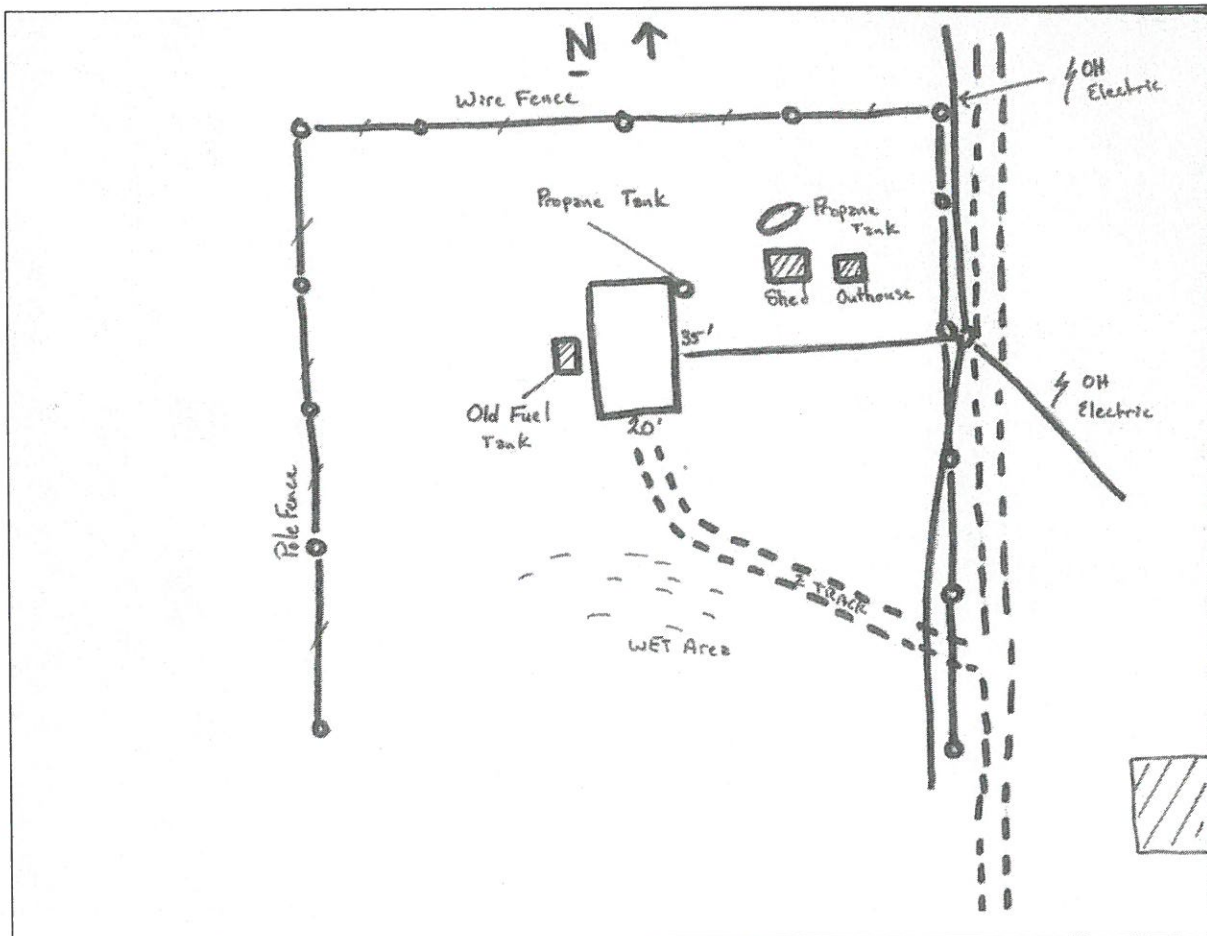 N
OH
Electric
Wire Fence
Propane Tank
Propane
Tank
Shed
Outhouse
35'
OH
Electric
Old Fuel
Tank
20'
Pole Fence
2 TRACK
WET Area